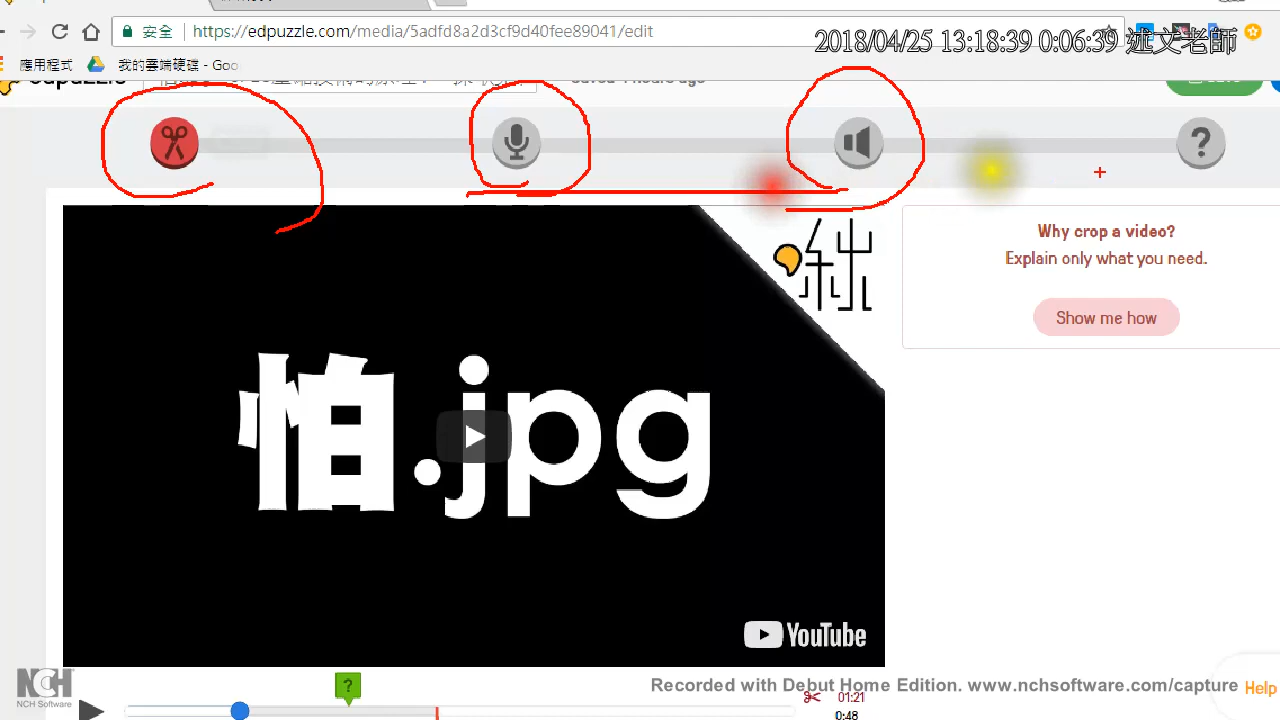 安全
https://edpuzzle.com/media/5adfd8a2d3cf9d40fee89041/edit
2018/04/25 13:18:39 0:06:39 述文老師
應用程式
我的雲端硬碟 - Goo
edpuzzle
?
Why crop a video?
Explain only what you need.
Show me how
怕.jpg
YouTube
NCH
NCH Software
?
Recorded with Debut Home Edition. www.nchsoftware.com/capture
Help
01:21
0:48